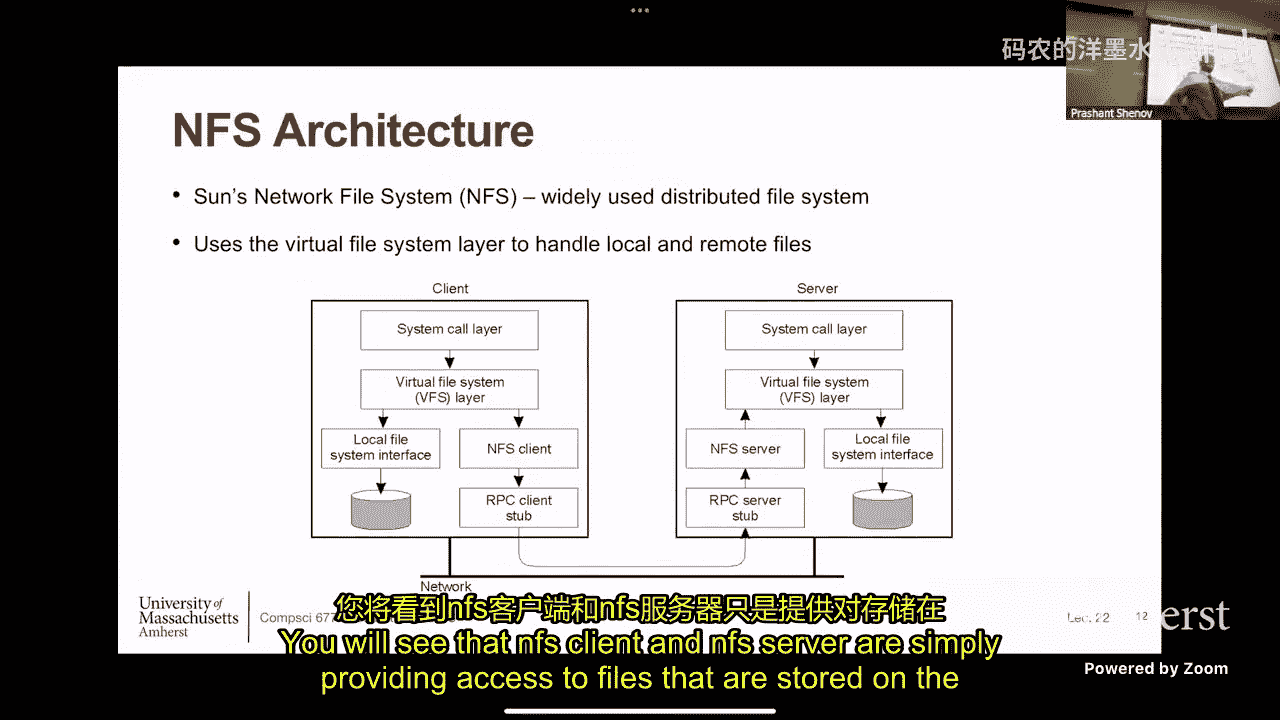 码农的洋墨水
Prashant Shenoy
NFS Architecture
• Sun's Network File System (NFS) – widely used distributed file system
• Uses the virtual file system layer to handle local and remote files
Client
Server
System call layer
System call layer
Virtual file system
(VFS) layer
Virtual file system
(VFS) layer
Local file
system interface
NFS client
NFS server
Local file
system interface
RPC client
stub
RPC server
stub
Network
University of
Massachusetts
Amherst
Compsci 677
Lec. 22
12
erst
您将看到nfs客户端和nfs服务器只是提供对存储在
You will see that nfs client and nfs server are simply
providing access to files that are stored on the
Powered by Zoom